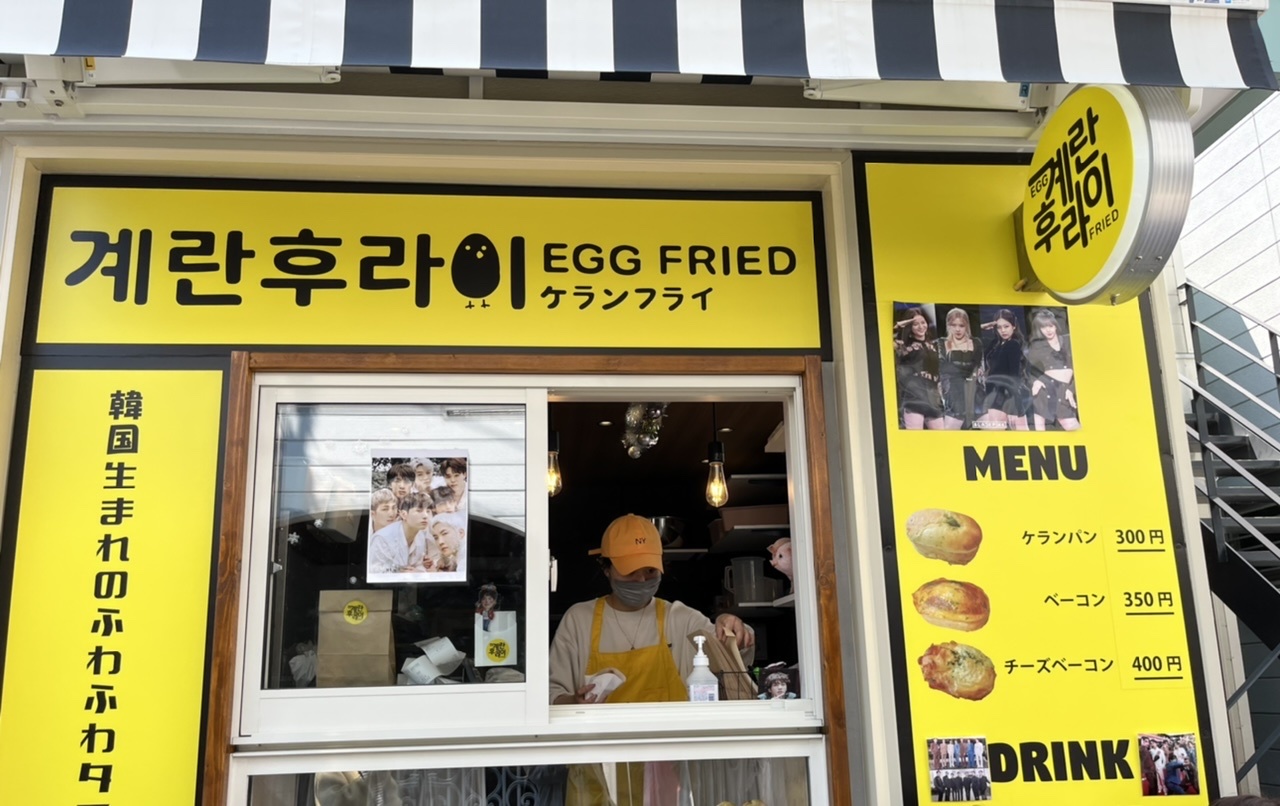 계란후라이
EGG FRIED
ケランフライ
EGG
계란
후라이
FRIED
韓国生まれのふわふわタ
NY
MENU
ケランパン 300円
ベーコン 350円
チーズベーコン 400円
DRINK